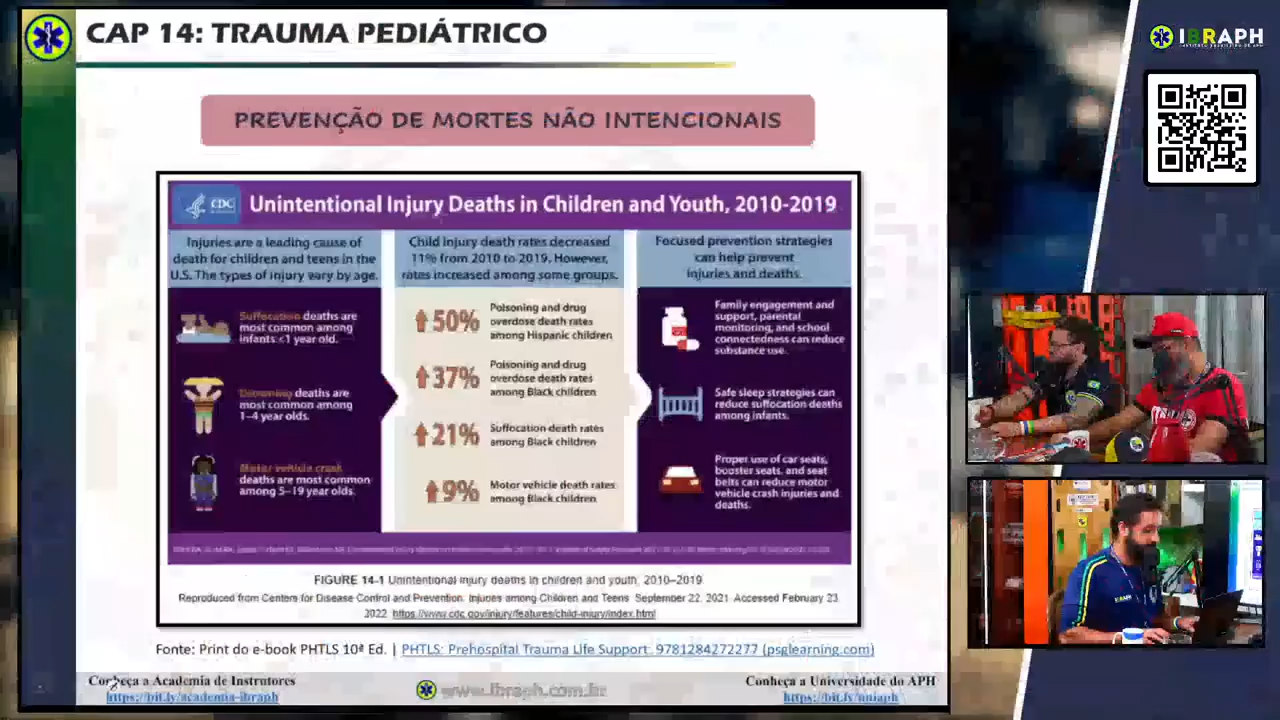 CAP 14: TRAUMA PEDIÁTRICO
IBRAPH
PREVENÇÃO DE MORTES NÃO INTENCIONAIS
CDC
Unintentional Injury Deaths in Children and Youth, 2010-2019
Injuries are a leading cause of
death for children and teens in the
U.S. The types of injury vary by age.
Suffocation deaths are
most common among
infants <1 year old.
Drowning deaths are
most common among
1-4 year olds.
Motor vehicle crash
deaths are most common
among 5-19 year olds.
Child injury death rates decreased
11% from 2010 to 2019. However,
rates increased among some groups.
50%
Poisoning and drug
overdose death rates
among Hispanic children
37%
Poisoning and drug
overdose death rates
among Black children
21%
Suffocation death rates
among Black children
9%
Motor vehicle death rates
among Black children
Focused prevention strategies
can help prevent
injuries and deaths.
Family engagement and
support, parental
monitoring, and school
connectedness can reduce
substance use.
Safe sleep strategies can
reduce suffocation deaths
among infants.
Proper use of car seats,
booster seats, and seat
belts can reduce motor
vehicle crash injuries and
deaths.
FIGURE 14-1 Unintentional injury deaths in children and youth, 2010–2019
Reproduced from Centers for Disease Control and Prevention. Injuries among Children and Teens. September 22, 2021. Accessed February 23,
2022. https://www.cdc.gov/injury/features/child-injury/index.html
Fonte: Print do e-book PHTLS 10ª Ed. | PHTLS: Prehospital Trauma Life Support: 9781284272277 (psglearning.com)
Conheça a Academia de Instrutores
https://bit.ly/academia-ibraph
www.ibraph.com.br
Conheça a Universidade do APH
https://bit.ly/uniaph